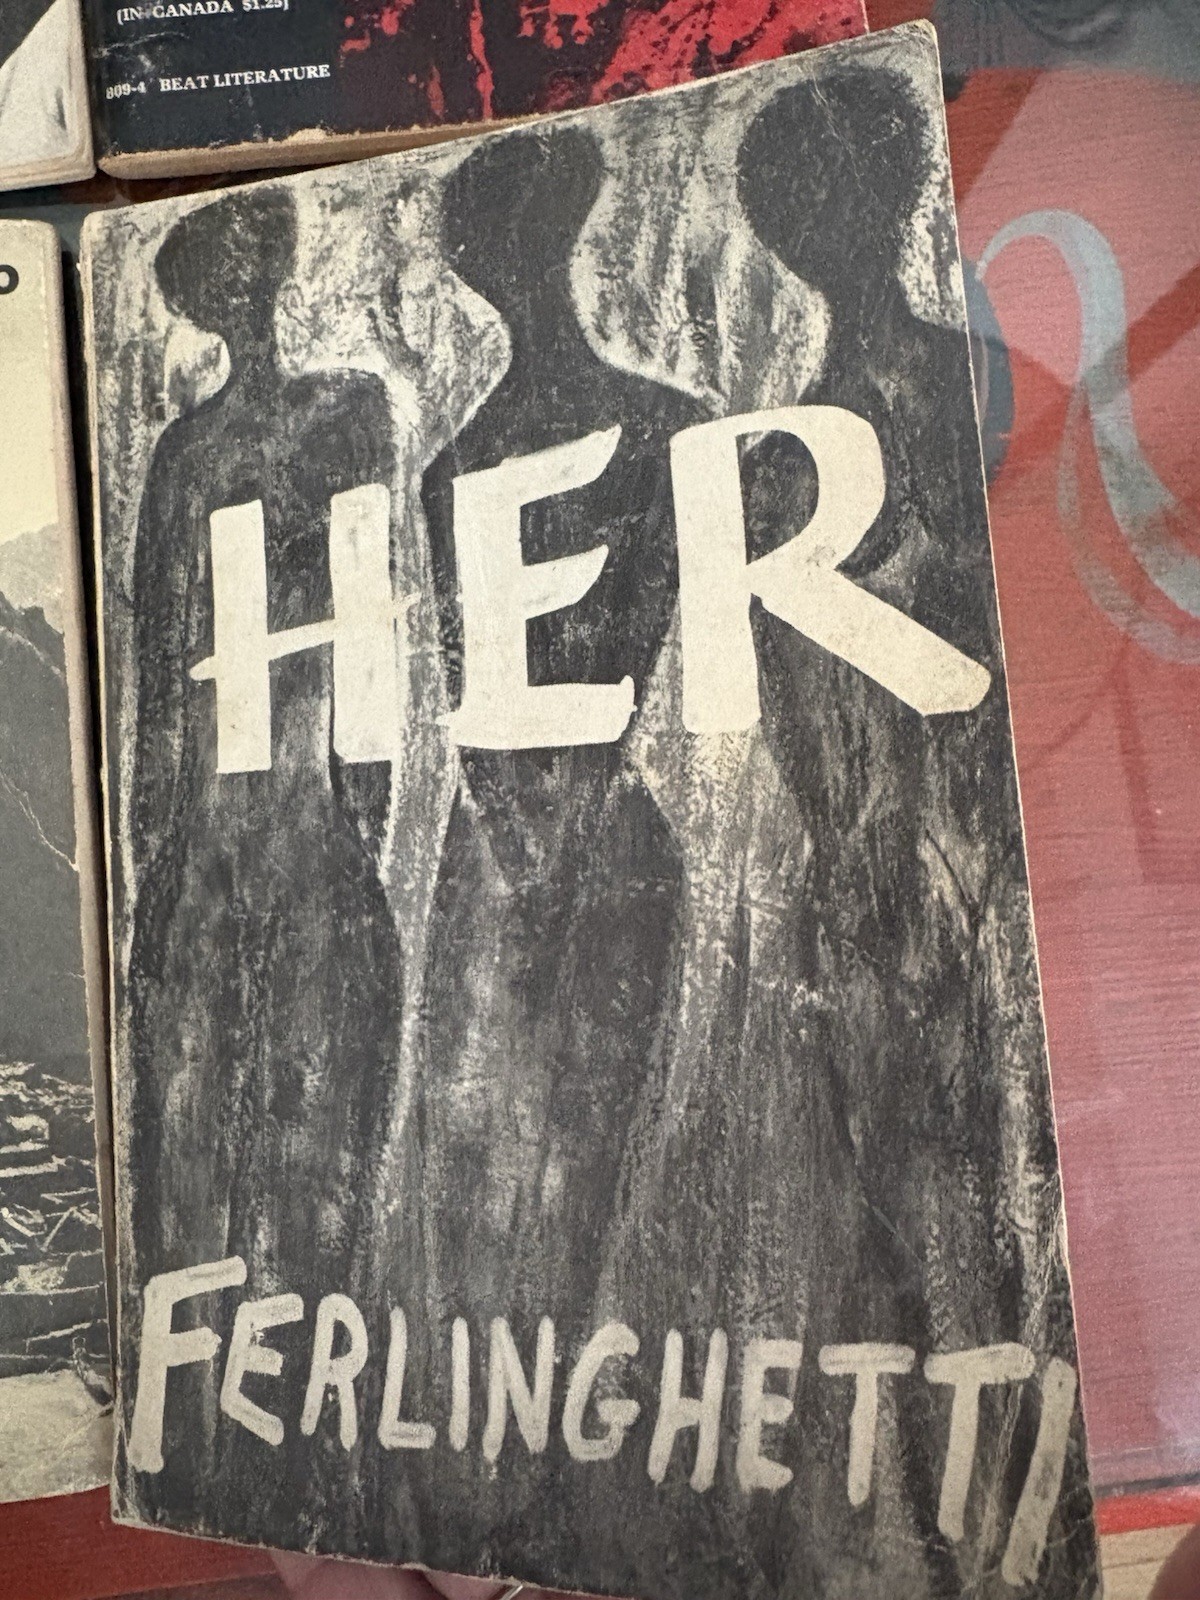 [IN CANADA $1.25]
809-4 BEAT LITERATURE
HER
FERLINGHETTI